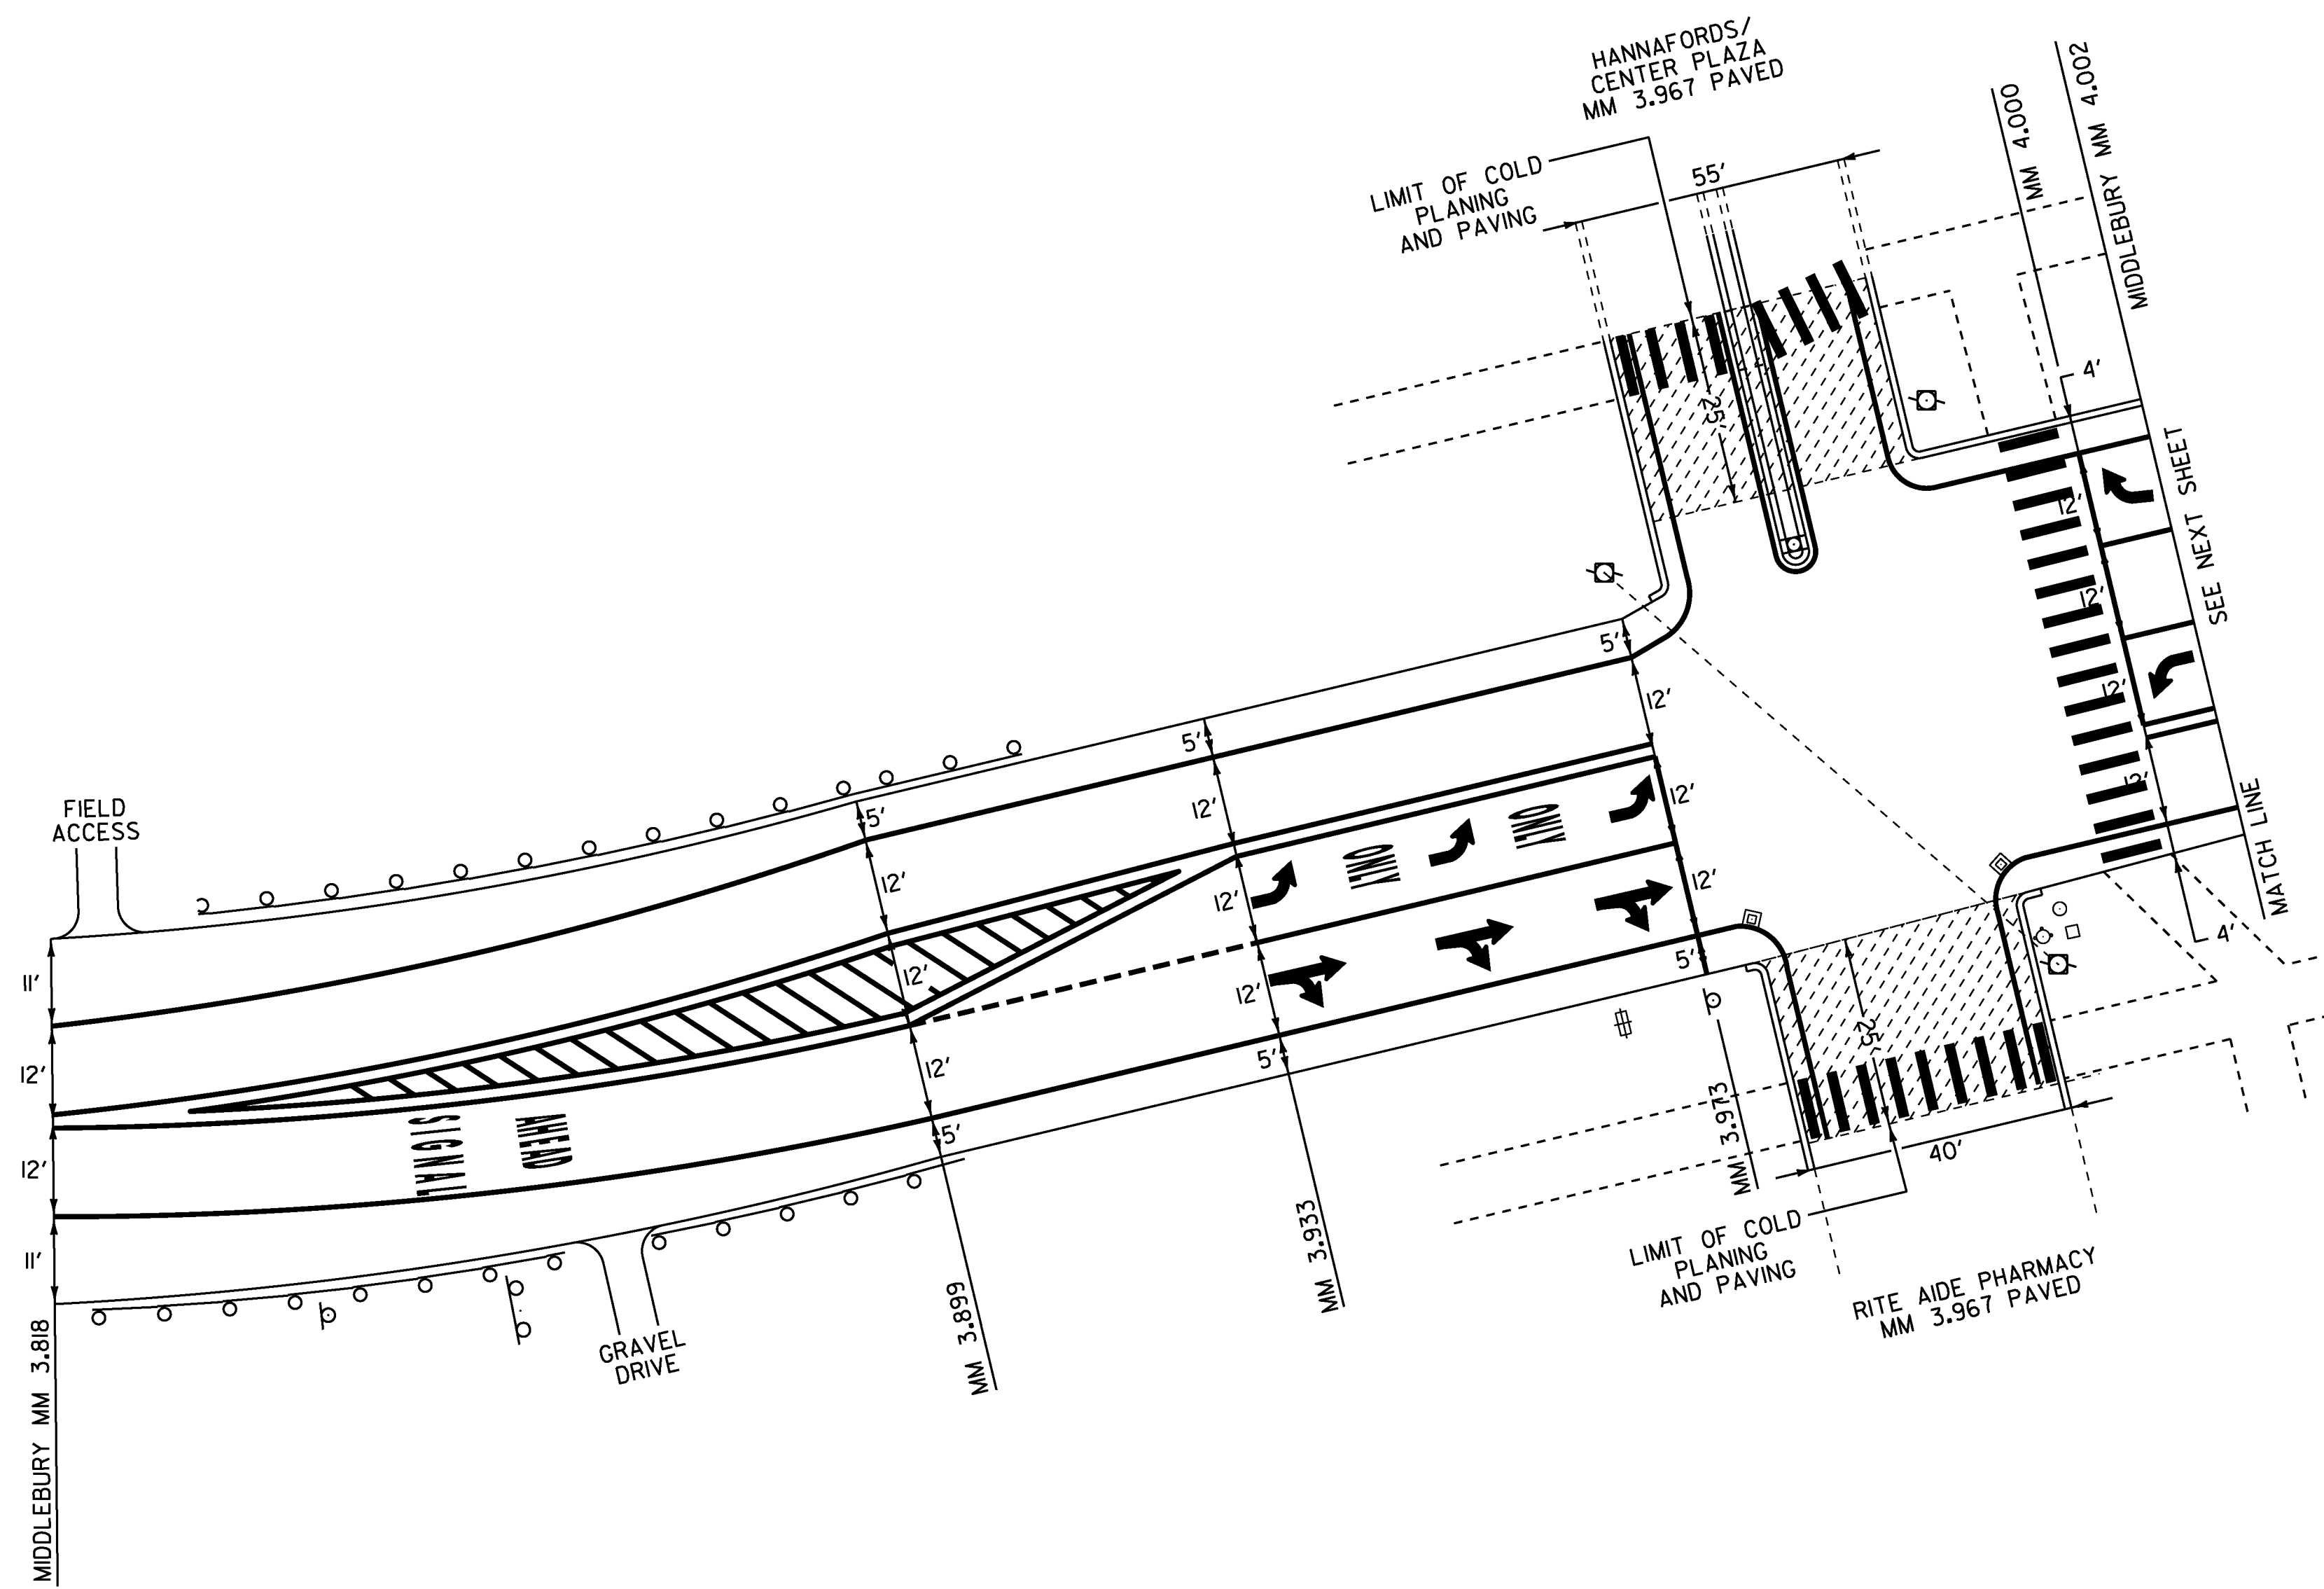 HANNAFORDS/
CENTER PLAZA
MM 3.967 PAVED
LIMIT OF COLD
PLANING
AND PAVING
55'
MM 4.000
MIDDLEBURY MM 4.002
4'
25'
SEE NEXT SHEET
12'
12'
12'
12'
MATCH LINE
4'
5'
12'
12'
12'
5'
5'
12'
12'
12'
5'
ONLY
ONLY
5'
12'
12'
12'
5'
FIELD
ACCESS
11'
12'
12'
11'
SIGNAL
AHEAD
GRAVEL
DRIVE
MIDDLEBURY MM 3.818
MM 3.899
MM 3.933
MM 3.973
25'
40'
LIMIT OF COLD
PLANING
AND PAVING
RITE AIDE PHARMACY
MM 3.967 PAVED